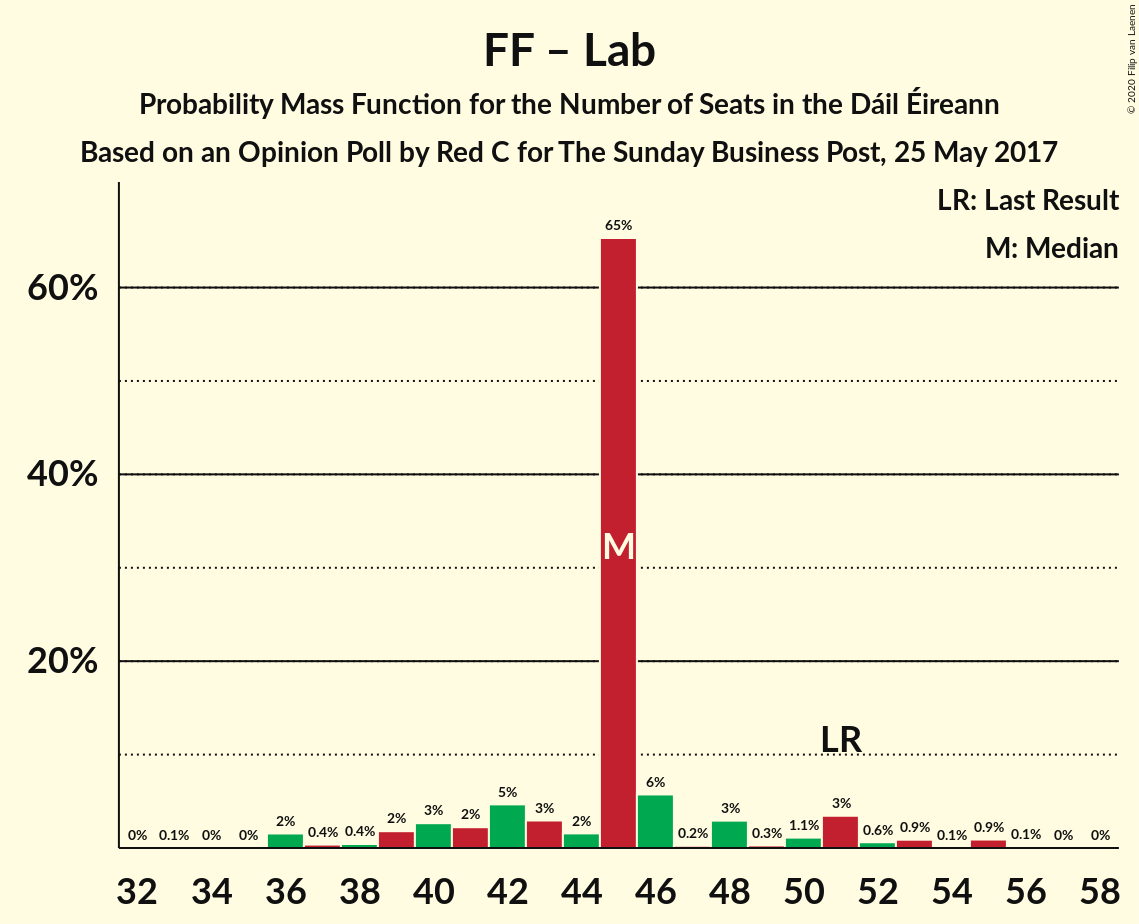 FF – Lab
Probability Mass Function for the Number of Seats in the Dáil Éireann
Based on an Opinion Poll by Red C for The Sunday Business Post, 25 May 2017
© 2020 Filip van Laenen
LR: Last Result
M: Median
60%
40%
20%
0% 0.1% 0% 0% 2% 0.4% 0.4% 2% 3% 2% 5% 3% 2% 65% 6% 0.2% 3% 0.3% 1.1% 3% 0.6% 0.9% 0.1% 0.9% 0.1% 0% 0%
M
LR
32 34 36 38 40 42 44 46 48 50 52 54 56 58